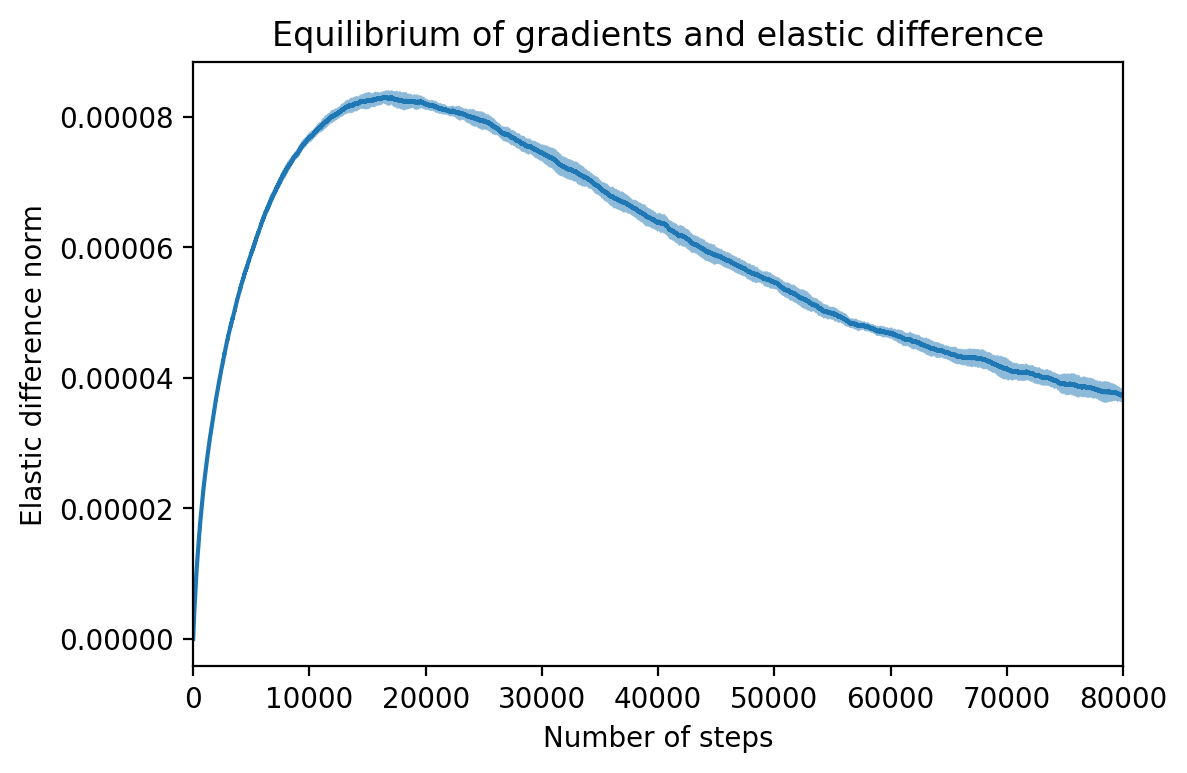 Equilibrium of gradients and elastic difference
Elastic difference norm
0.00008
0.00006
0.00004
0.00002
0.00000
0 10000 20000 30000 40000 50000 60000 70000 80000
Number of steps